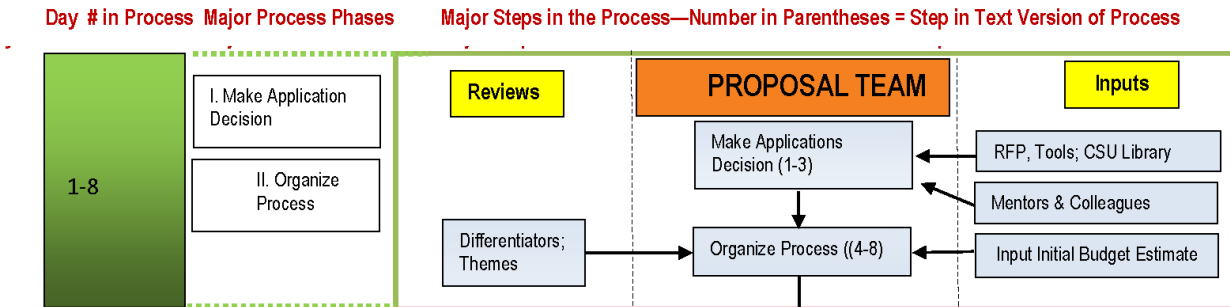 Day # in Process Major Process Phases Major Steps in the Process—Number in Parentheses = Step in Text Version of Process
Reviews
PROPOSAL TEAM
Inputs
I. Make Application
Decision
Make Applications
Decision (1-3)
RFP, Tools; CSU Library
1-8
II. Organize
Process
Mentors & Colleagues
Differentiators;
Themes
Organize Process ((4-8)
Input Initial Budget Estimate